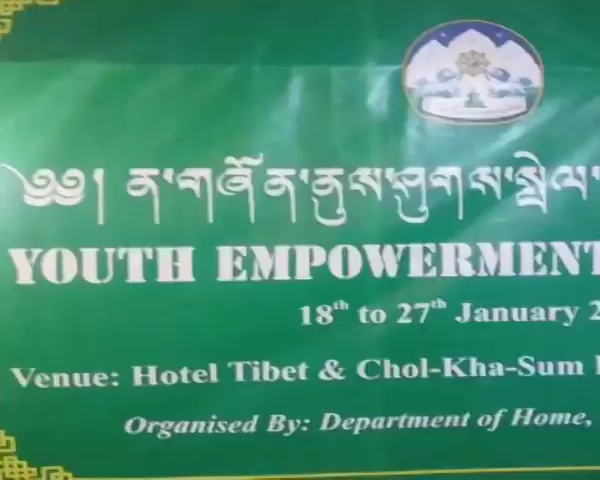 ༄༅། ན་གཞོན་ནུས་ཤུགས་སྤེལ་
YOUTH EMPOWERMENT
18th to 27th January 2
Venue: Hotel Tibet & Chol-Kha-Sum
Organised By: Department of Home,